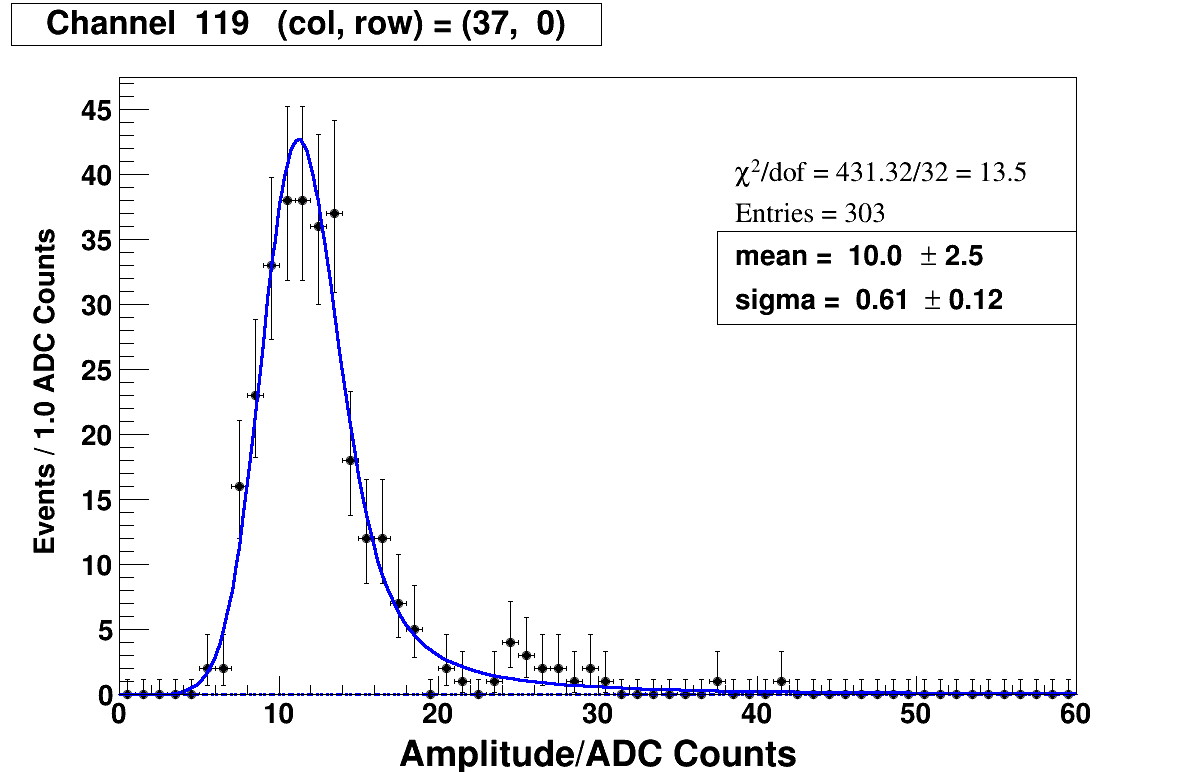 Channel 119 (col, row) = (37, 0)
45
40
35
30
25
20
15
10
5
0
Events / 1.0 ADC Counts
χ²/dof = 431.32/32 = 13.5
Entries = 303
mean = 10.0 ± 2.5
sigma = 0.61 ± 0.12
0 10 20 30 40 50 60
Amplitude/ADC Counts